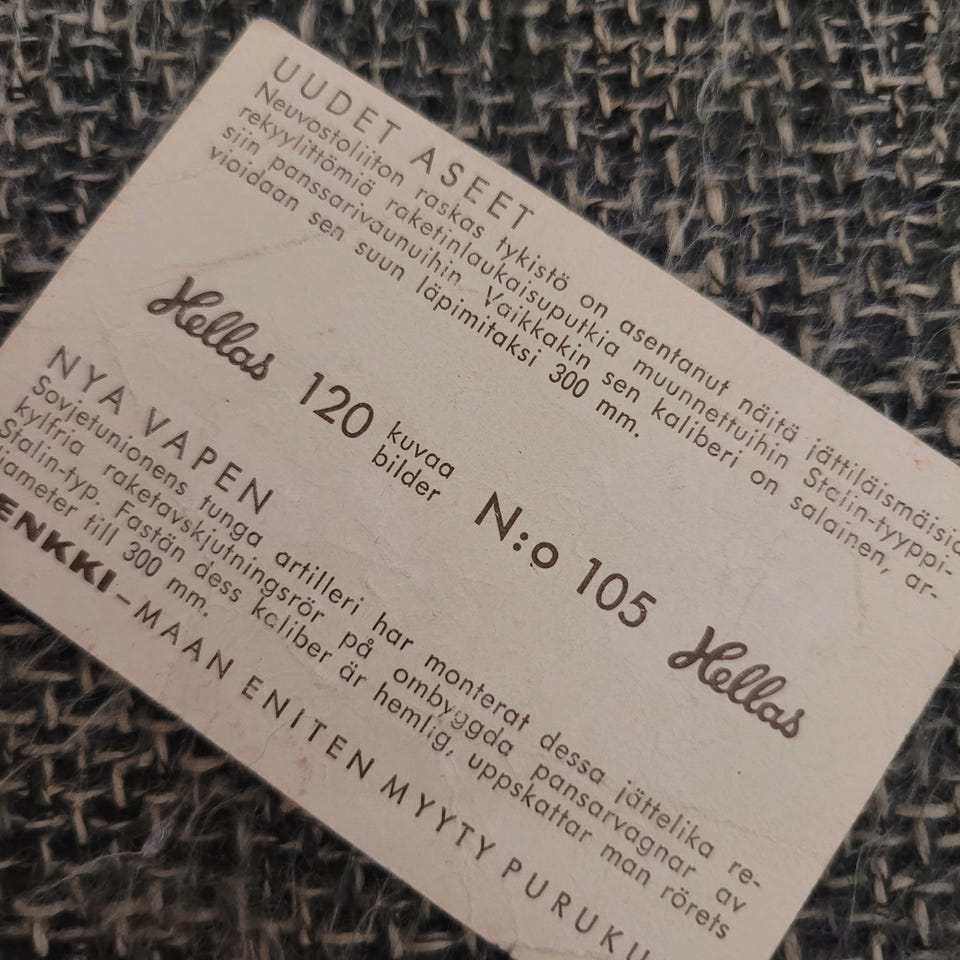 UUDET ASEET
Neuvostoliiton raskas tykistö on asentanut näitä jättiläismäisiä
rekyylittömiä raketinlaukaisuputkia muunnettuihin Stalin-tyyppi-
siin panssarivaunuihin. Vaikkakin sen kaliberi on salainen, ar-
vioidaan sen suun läpimitaksi 300 mm.
Hellas 120 kuvaa bilder N:o 105 Hellas
NYA VAPEN
Sovjetunionens tunga artilleri har monterat dessa jättelika re-
kylfria raketavskjutningsrör på ombyggda pansarvagnar av
Stalin-typ. Fastän dess kaliber är hemlig, uppskattar man rörets
diameter till 300 mm.
ENKKI – MAAN ENITEN MYYTY PURUKU